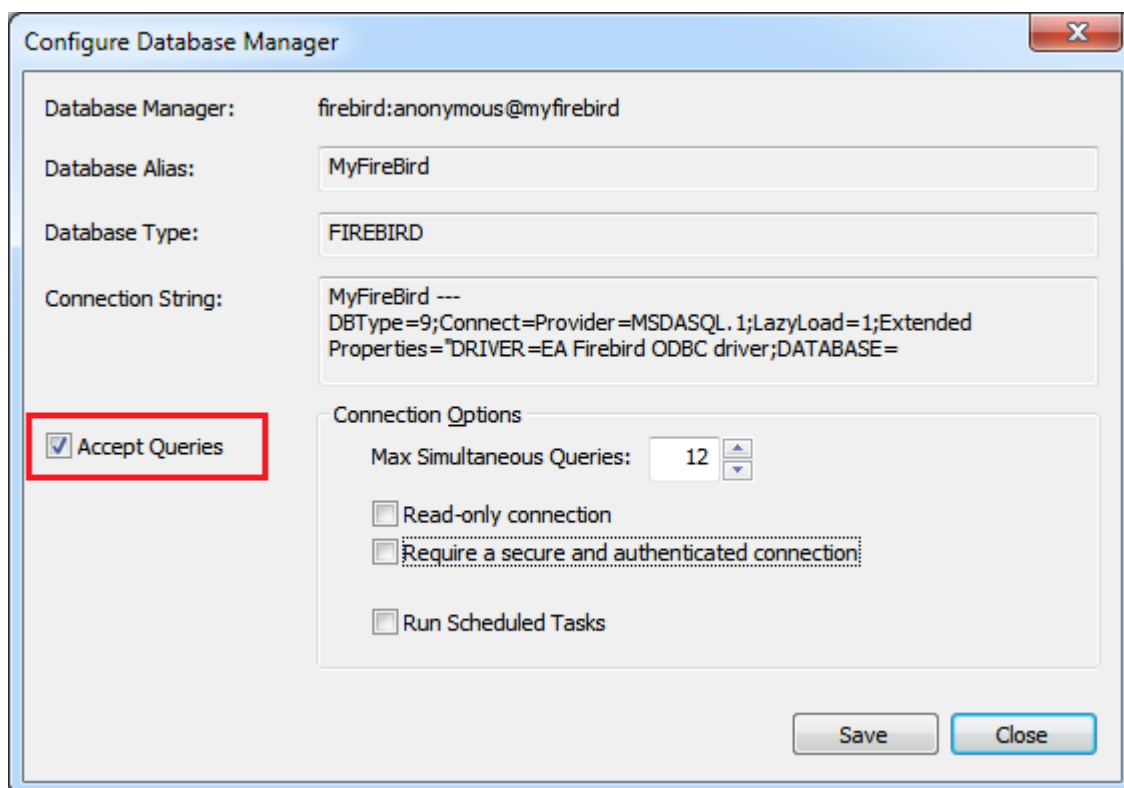 Configure Database Manager
Database Manager: firebird:anonymous@myfirebird
Database Alias: MyFireBird
Database Type: FIREBIRD
Connection String: MyFireBird ---
DBType=9;Connect=Provider=MSDASQL.1;LazyLoad=1;Extended
Properties="DRIVER=EA Firebird ODBC driver;DATABASE=
Accept Queries
Connection Options
Max Simultaneous Queries: 12
Read-only connection
Require a secure and authenticated connection
Run Scheduled Tasks
Save Close